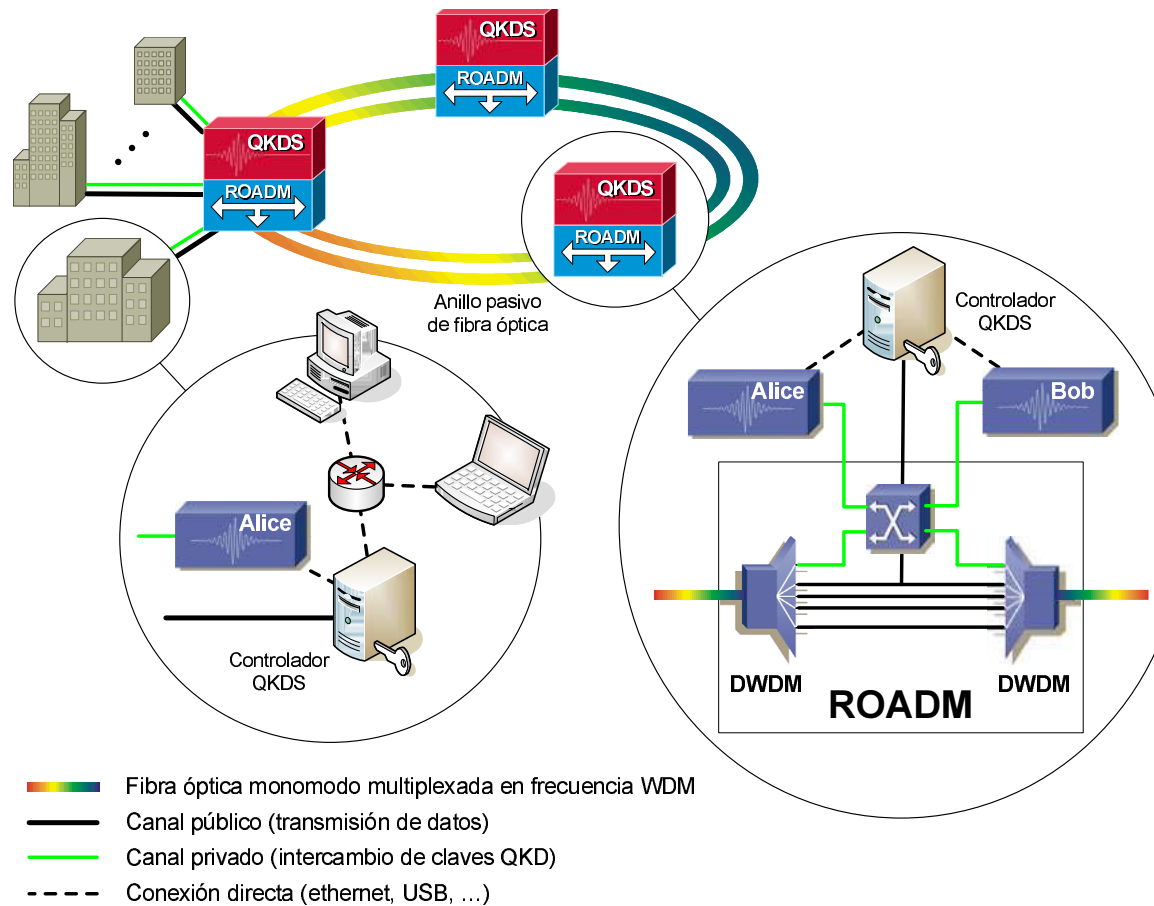 QKDS
ROADM
QKDS
ROADM
QKDS
ROADM
Anillo pasivo
de fibra óptica
Controlador
QKDS
Alice
Bob
Alice
Controlador
QKDS
DWDM
DWDM
ROADM
Fibra óptica monomodo multiplexada en frecuencia WDM
Canal público (transmisión de datos)
Canal privado (intercambio de claves QKD)
Conexión directa (ethernet, USB, ...)